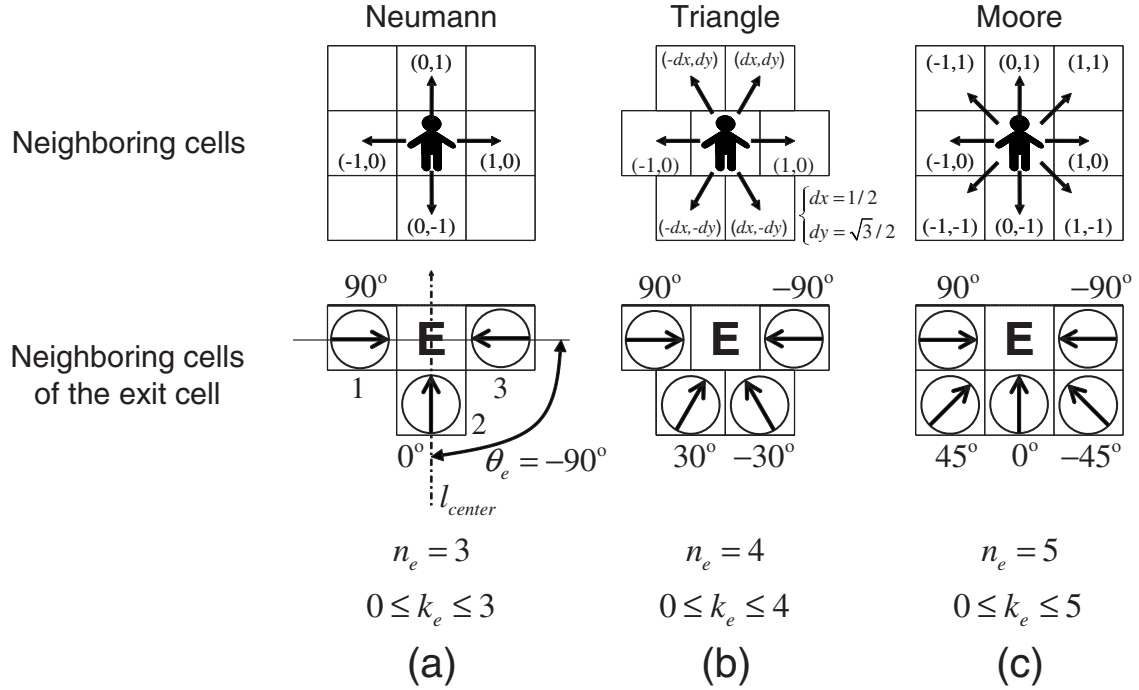 Neumann
Triangle
Moore
Neighboring cells
(0,1)
(-1,0)
(1,0)
(0,-1)
(-dx,dy)
(dx,dy)
(-1,0)
(1,0)
(-dx,-dy)
(dx,-dy)
{dx = 1/2
dy = √3/2
(-1,1)
(0,1)
(1,1)
(-1,0)
(1,0)
(-1,-1)
(0,-1)
(1,-1)
Neighboring cells
of the exit cell
90°
E
1
3
2
0°
θe = −90°
lcenter
90°
−90°
E
30°
−30°
90°
−90°
E
45°
0°
−45°
ne = 3
ne = 4
ne = 5
0 ≤ ke ≤ 3
0 ≤ ke ≤ 4
0 ≤ ke ≤ 5
(a)
(b)
(c)